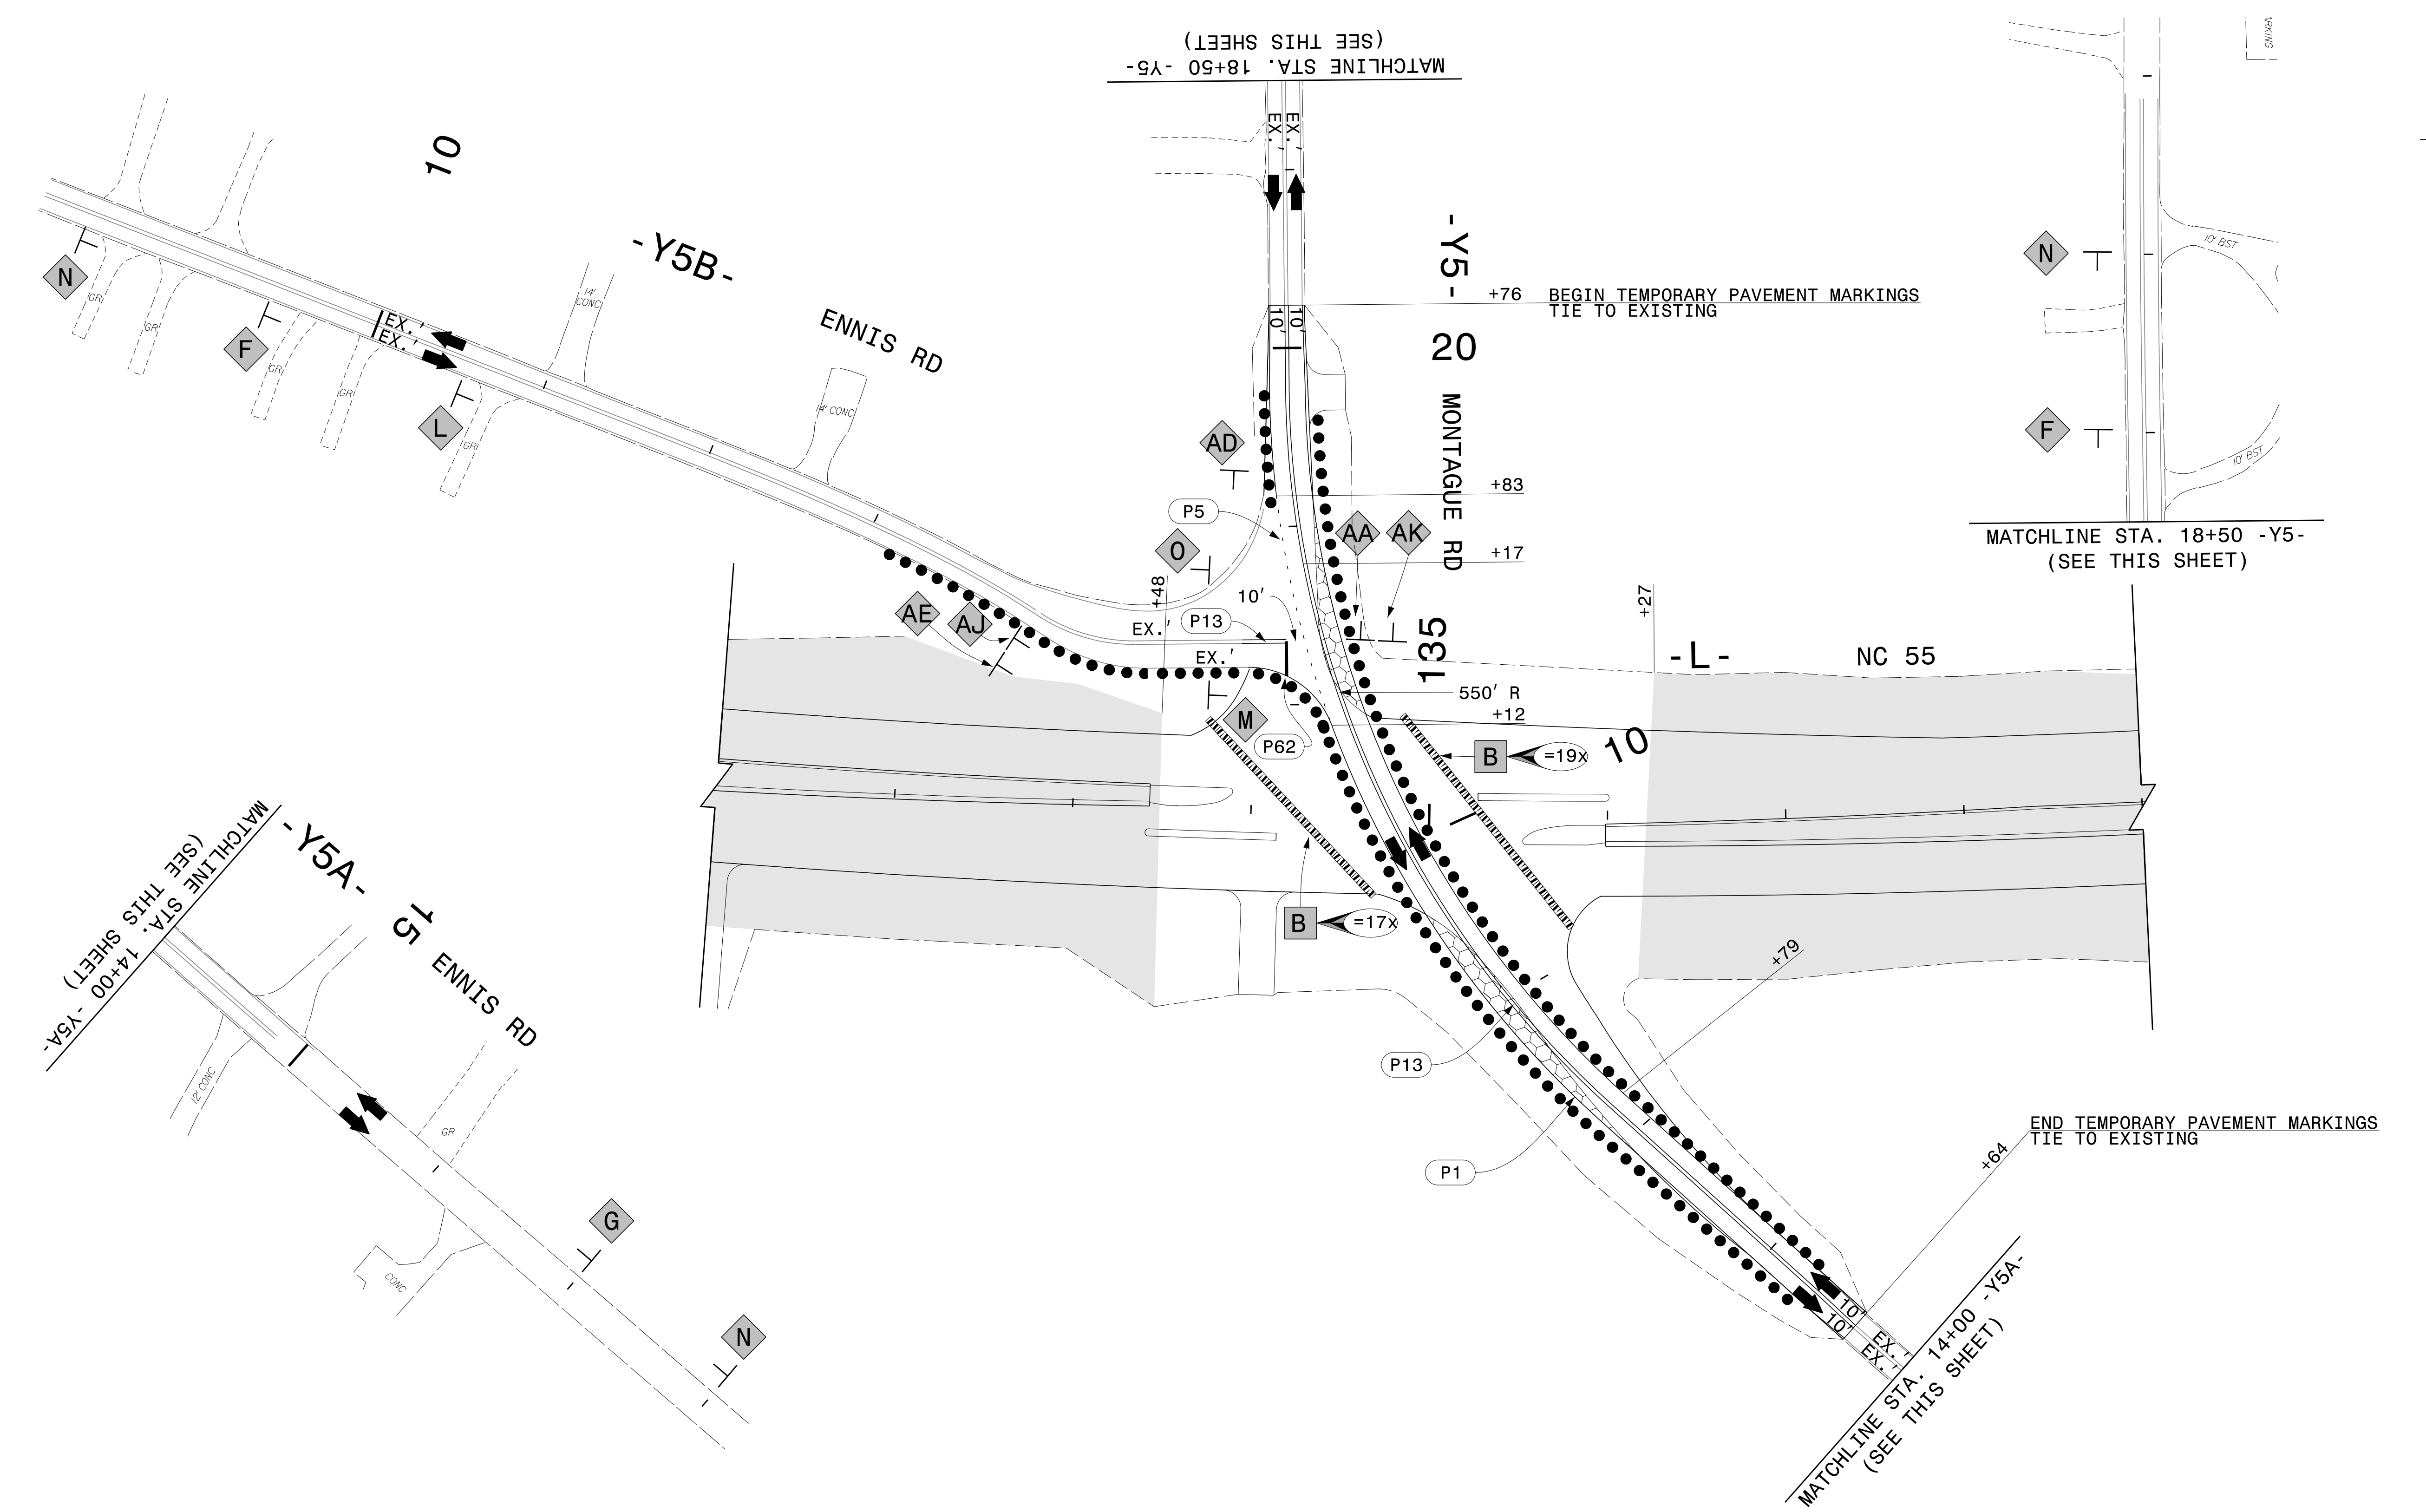 MATCHLINE STA. 18+50 -Y5-
(SEE THIS SHEET)
EX.'
EX.'
10
-Y5B-
ENNIS RD
14'
CONC
14' CONC
GR
GR
GR
GR
GR
N
F
L
EX.'
EX.'
-Y5-
+76 BEGIN TEMPORARY PAVEMENT MARKINGS
TIE TO EXISTING
10'
10'
20
MONTAGUE RD
AD
+83
P5
O
AA
AK
+17
+48
10'
P13
EX.'
EX.'
AE
AJ
135
+27
-L-
NC 55
550' R
+12
M
P62
B
=19x
10
B
=17x
+79
P13
P1
END TEMPORARY PAVEMENT MARKINGS
TIE TO EXISTING
+64
10'
10'
EX.'
EX.'
MATCHLINE STA. 14+00 -Y5A-
(SEE THIS SHEET)
10' BST
N
F
10' BST
MATCHLINE STA. 18+50 -Y5-
(SEE THIS SHEET)
MATCHLINE STA. 14+00 -Y5A-
(SEE THIS SHEET)
-Y5A-
15
ENNIS RD
12' CONC
GR
CONC
G
N